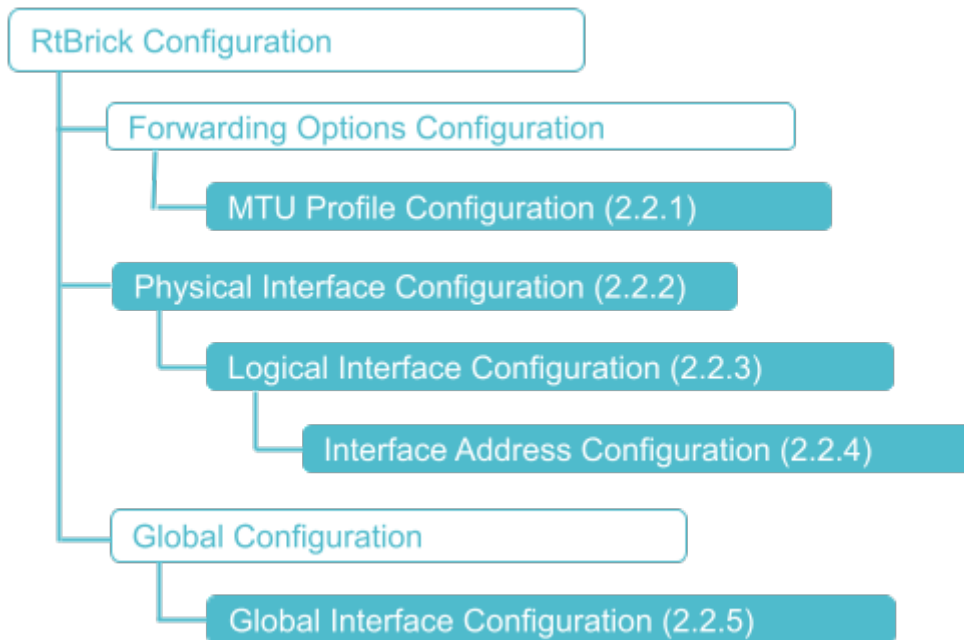 RtBrick Configuration
Forwarding Options Configuration
MTU Profile Configuration (2.2.1)
Physical Interface Configuration (2.2.2)
Logical Interface Configuration (2.2.3)
Interface Address Configuration (2.2.4)
Global Configuration
Global Interface Configuration (2.2.5)